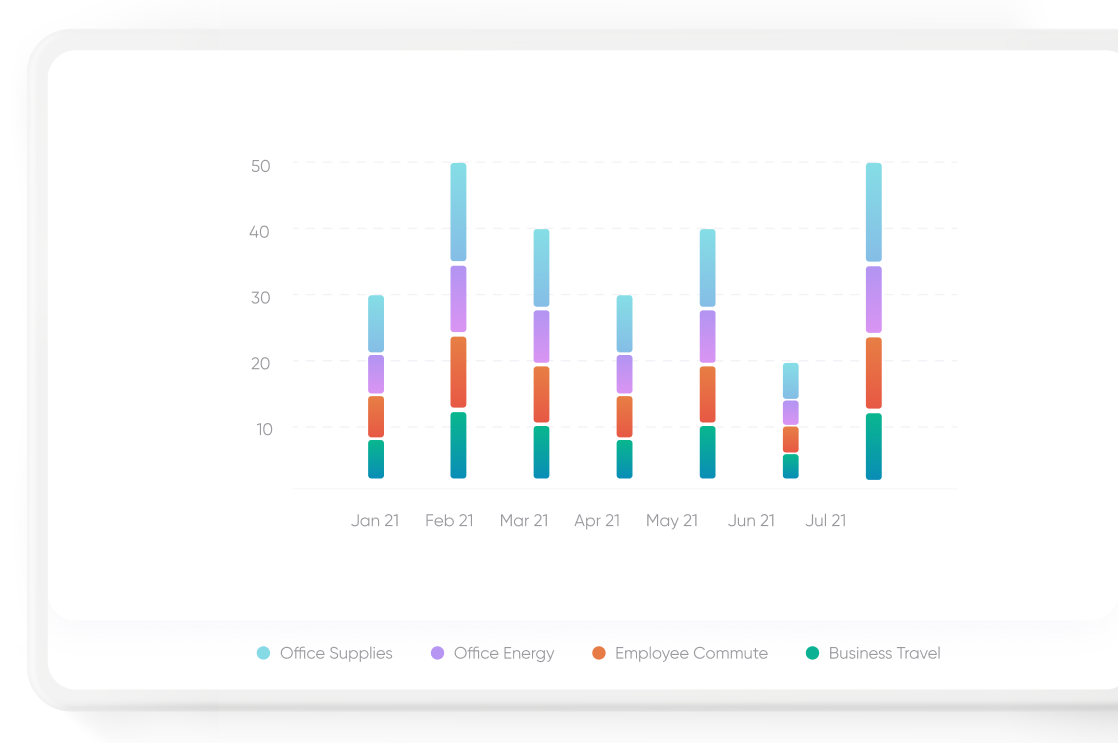 50
40
30
20
10
Jan 21 Feb 21 Mar 21 Apr 21 May 21 Jun 21 Jul 21
Office Supplies Office Energy Employee Commute Business Travel